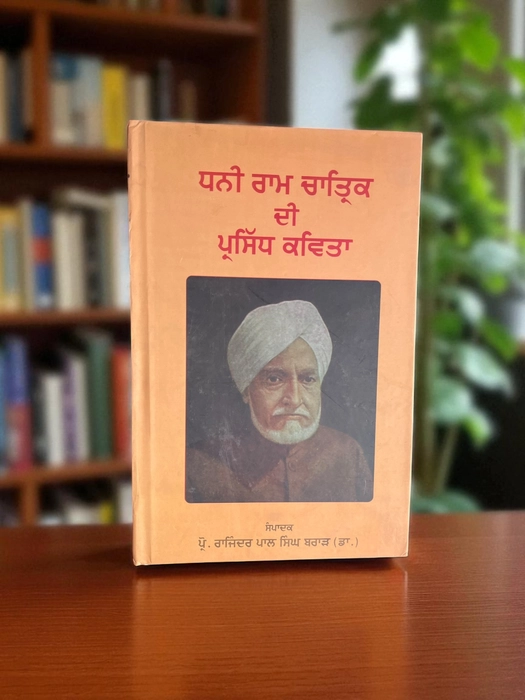 ਧਨੀ ਰਾਮ ਚਾਤ੍ਰਿਕ
ਦੀ
ਪ੍ਰਸਿੱਧ ਕਵਿਤਾ
ਸੰਪਾਦਕ
ਪ੍ਰੋ. ਰਾਜਿੰਦਰ ਪਾਲ ਸਿੰਘ ਬਰਾੜ (ਡਾ.)